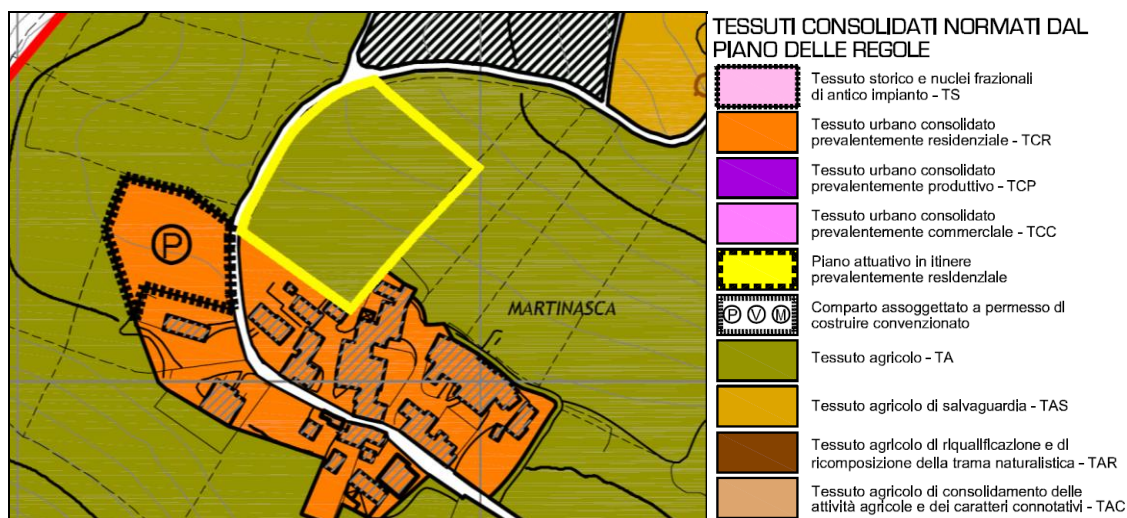 P
MARTINASCA
TESSUTI CONSOLIDATI NORMATI DAL
PIANO DELLE REGOLE
Tessuto storico e nuclei frazionali
di antico impianto - TS
Tessuto urbano consolidato
prevalentemente residenziale - TCR
Tessuto urbano consolidato
prevalentemente produttivo - TCP
Tessuto urbano consolidato
prevalentemente commerciale - TCC
Piano attuativo in itinere
prevalentemente residenziale
P V M
Comparto assoggettato a permesso di
costruire convenzionato
Tessuto agricolo - TA
Tessuto agricolo di salvaguardia - TAS
Tessuto agricolo di riqualificazione e di
ricomposizione della trama naturalistica - TAR
Tessuto agricolo di consolidamento delle
attività agricole e dei caratteri connotativi - TAC